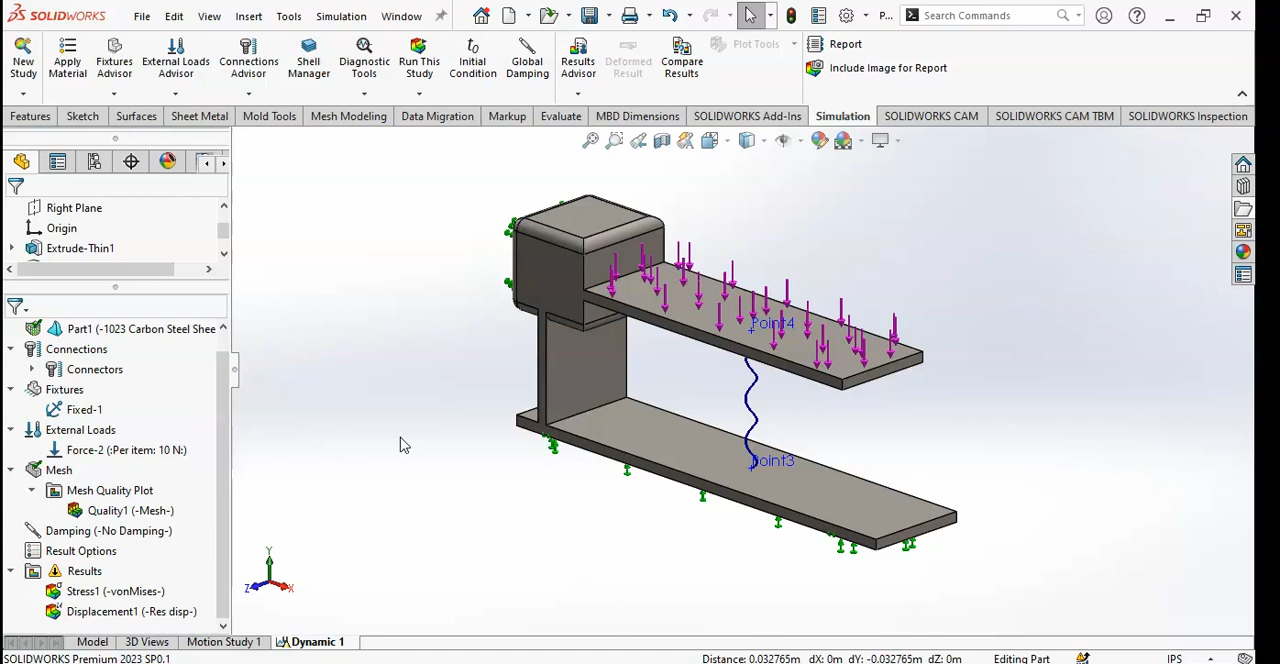 SOLIDWORKS File Edit View Insert Tools Simulation Window P... Search Commands
New Study
Apply Material
Fixtures Advisor
External Loads Advisor
Connections Advisor
Shell Manager
Diagnostic Tools
Run This Study
Initial Condition
Global Damping
Results Advisor
Deformed Result
Compare Results
Plot Tools
Report
Include Image for Report
Features Sketch Surfaces Sheet Metal Mold Tools Mesh Modeling Data Migration Markup Evaluate MBD Dimensions SOLIDWORKS Add-Ins Simulation SOLIDWORKS CAM SOLIDWORKS CAM TBM SOLIDWORKS Inspection
Right Plane
Origin
Extrude-Thin1
Part1 (-1023 Carbon Steel Shee
Connections
Connectors
Fixtures
Fixed-1
External Loads
Force-2 (:Per item: 10 N:)
Mesh
Mesh Quality Plot
Quality1 (-Mesh-)
Damping (-No Damping-)
Result Options
Results
Stress1 (-vonMises-)
Displacement1 (-Res disp-)
Point4
Point3
Y
Z
X
Model 3D Views Motion Study 1 Dynamic 1
SOLIDWORKS Premium 2023 SP0.1 Distance: 0.032765m dX: 0m dY: -0.032765m dZ: 0m Editing Part IPS